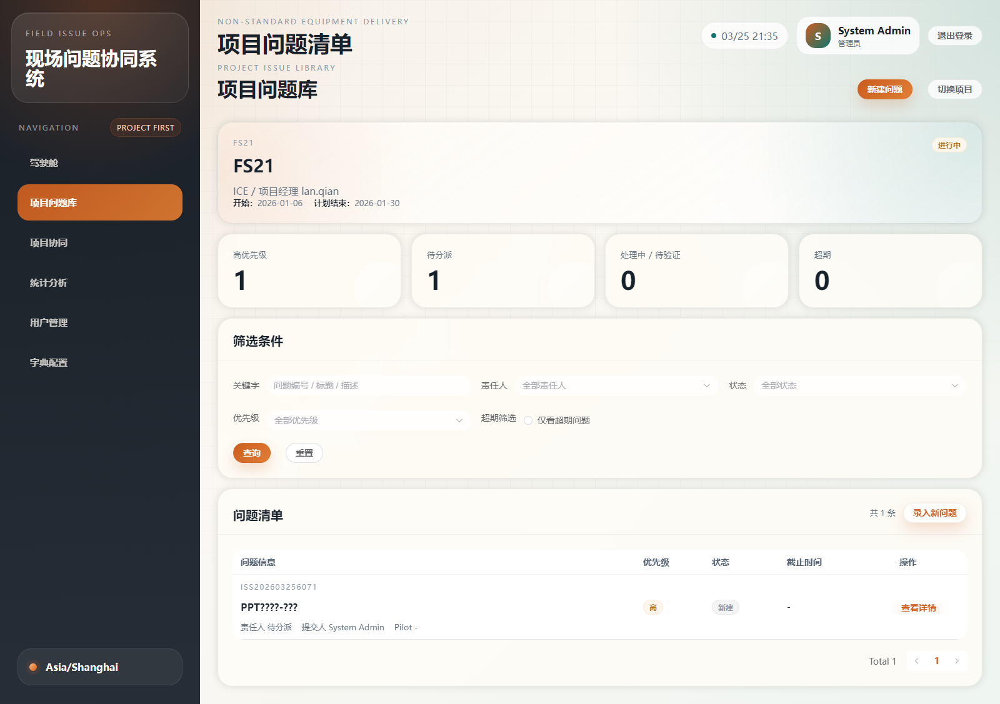 FIELD ISSUE OPS
现场问题协同系
统
NAVIGATION
PROJECT FIRST
驾驶舱
项目问题库
项目协同
统计分析
用户管理
字典配置
Asia/Shanghai
NON-STANDARD EQUIPMENT DELIVERY
项目问题清单
03/25 21:35
S
System Admin
管理员
退出登录
PROJECT ISSUE LIBRARY
项目问题库
新建问题
切换项目
FS21
进行中
FS21
ICE / 项目经理 lan.qian
开始： 2026-01-06 计划结束： 2026-01-30
高优先级
1
待分派
1
处理中 / 待验证
0
超期
0
筛选条件
关键字 问题编号 / 标题 / 描述 责任人 全部责任人 状态 全部状态
优先级 全部优先级 超期筛选 仅看超期问题
查询 重置
问题清单 共 1 条 录入新问题
问题信息 优先级 状态 截止时间 操作
ISS202603256071
PPT????-??? 高 新建 - 查看详情
责任人 待分派 提交人 System Admin Pilot -
Total 1 1